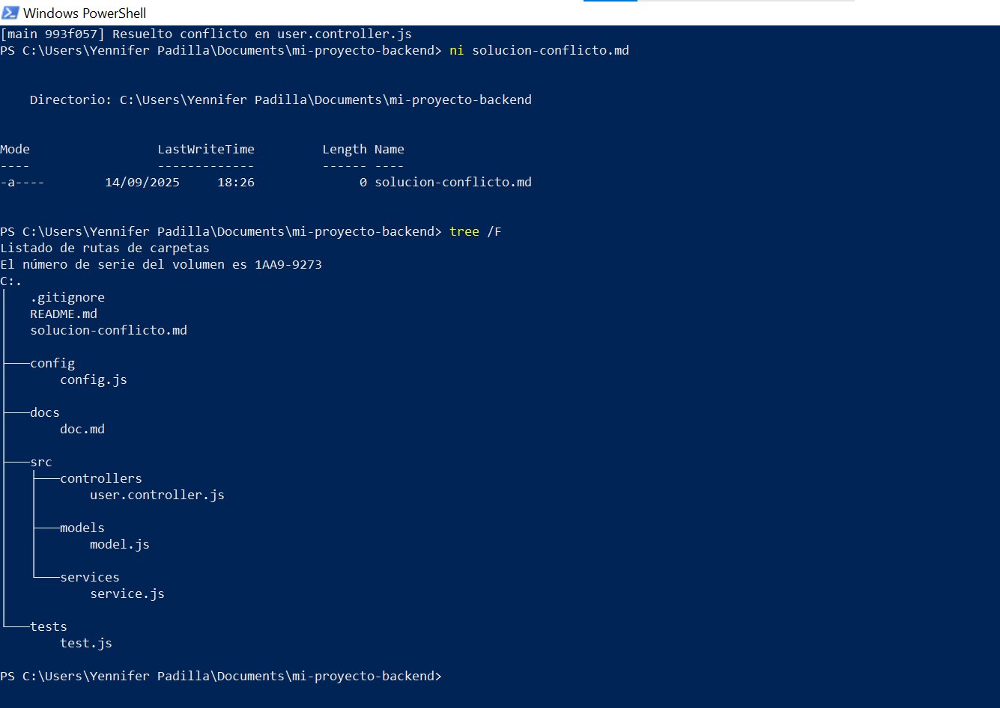 Windows PowerShell
[main 993f057] Resuelto conflicto en user.controller.js
PS C:\Users\Yennifer Padilla\Documents\mi-proyecto-backend> ni solucion-conflicto.md
Directorio: C:\Users\Yennifer Padilla\Documents\mi-proyecto-backend
Mode                 LastWriteTime         Length Name
----                 -------------         ------ ----
-a----        14/09/2025     18:26              0 solucion-conflicto.md
PS C:\Users\Yennifer Padilla\Documents\mi-proyecto-backend> tree /F
Listado de rutas de carpetas
El número de serie del volumen es 1AA9-9273
C:.
│   .gitignore
│   README.md
│   solucion-conflicto.md
│
├───config
│       config.js
│
├───docs
│       doc.md
│
├───src
│   ├───controllers
│   │       user.controller.js
│   │
│   ├───models
│   │       model.js
│   │
│   └───services
│           service.js
│
└───tests
        test.js
PS C:\Users\Yennifer Padilla\Documents\mi-proyecto-backend>